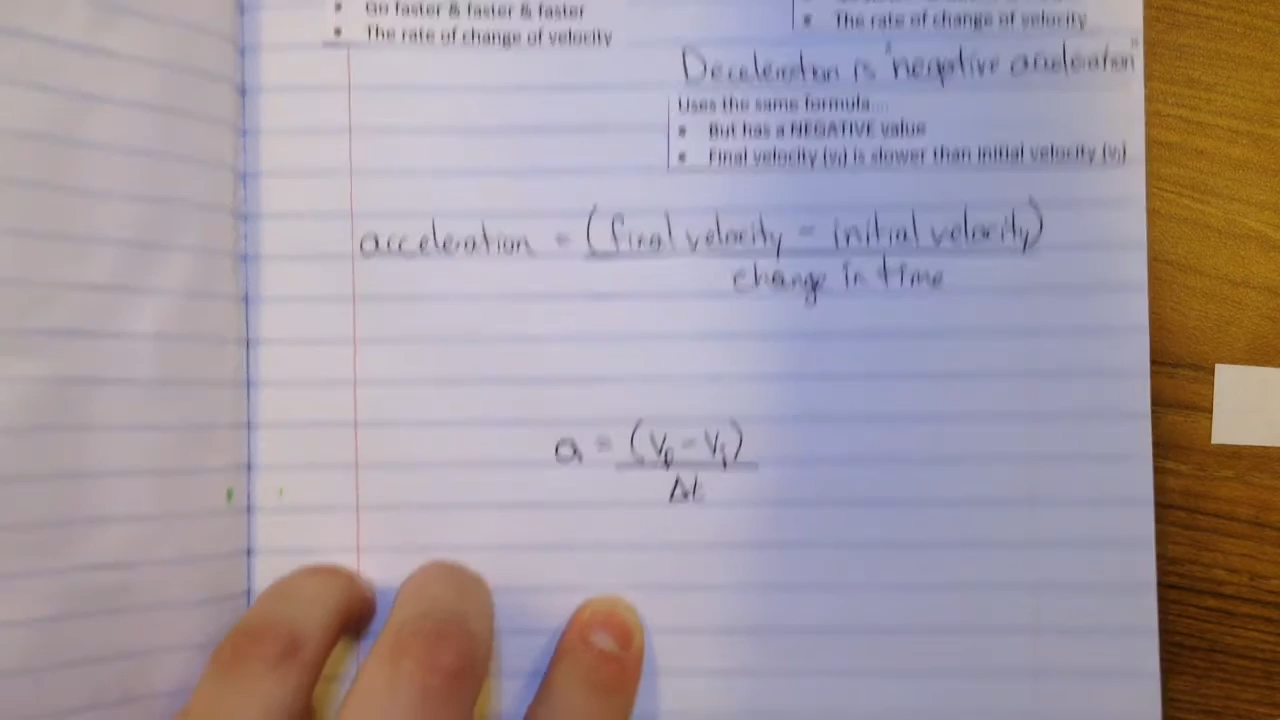 Go faster & faster & faster
The rate of change of velocity
The rate of change of velocity
Deceleration is "negative acceleration"
Uses the same formula....
But has a NEGATIVE value
Final velocity (vf) is slower than initial velocity (vi)
acceleration = (final velocity - initial velocity)
change in time
a = (Vf - Vi)
Δt